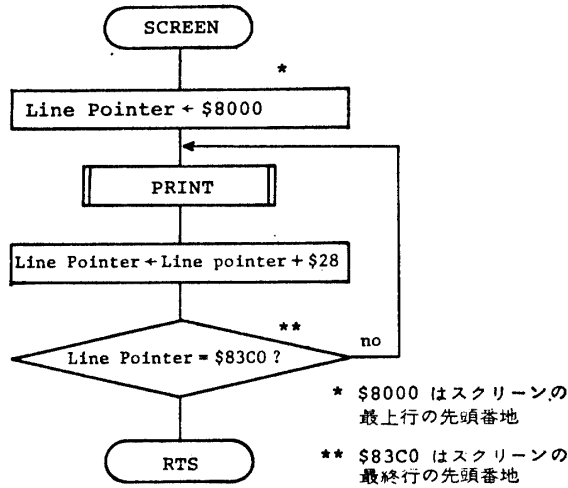 SCREEN
*
Line Pointer ← $8000
PRINT
Line Pointer ← Line pointer + $28
**
Line Pointer = $83C0 ?
no
* $8000 はスクリーンの
最上行の先頭番地
RTS
** $83C0 はスクリーンの
最終行の先頭番地